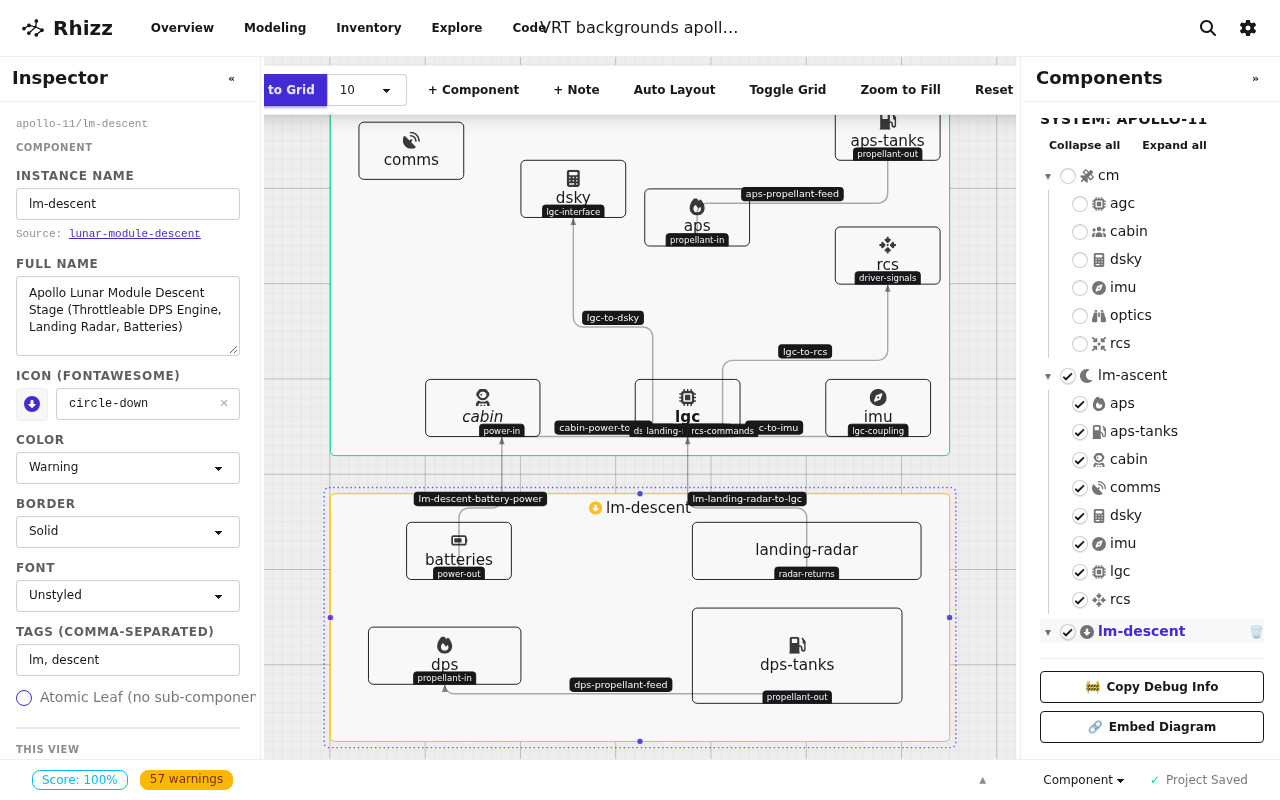 Rhizz
Overview
Modeling
Inventory
Explore
Code
VRT backgrounds apoll…
Inspector
«
apollo-11/lm-descent
COMPONENT
INSTANCE NAME
lm-descent
Source: lunar-module-descent
FULL NAME
Apollo Lunar Module Descent
Stage (Throttleable DPS Engine,
Landing Radar, Batteries)
ICON (FONTAWESOME)
circle-down
×
COLOR
Warning
BORDER
Solid
FONT
Unstyled
TAGS (COMMA-SEPARATED)
lm, descent
Atomic Leaf (no sub-componen
THIS VIEW
to Grid
10
+ Component
+ Note
Auto Layout
Toggle Grid
Zoom to Fill
Reset
comms
dsky
lgc-interface
aps-tanks
propellant-out
aps-propellant-feed
aps
propellant-in
rcs
driver-signals
lgc-to-dsky
lgc-to-rcs
cabin
power-in
cabin-power-to
lgc
ds
landing-
rcs-commands
c-to-imu
imu
lgc-coupling
lm-descent-battery-power
lm-landing-radar-to-lgc
lm-descent
batteries
power-out
landing-radar
radar-returns
dps
propellant-in
dps-propellant-feed
dps-tanks
propellant-out
Components
»
SYSTEM: APOLLO-11
Collapse all
Expand all
cm
agc
cabin
dsky
imu
optics
rcs
lm-ascent
aps
aps-tanks
cabin
comms
dsky
imu
lgc
rcs
lm-descent
Copy Debug Info
Embed Diagram
Score: 100%
57 warnings
Component
✓ Project Saved